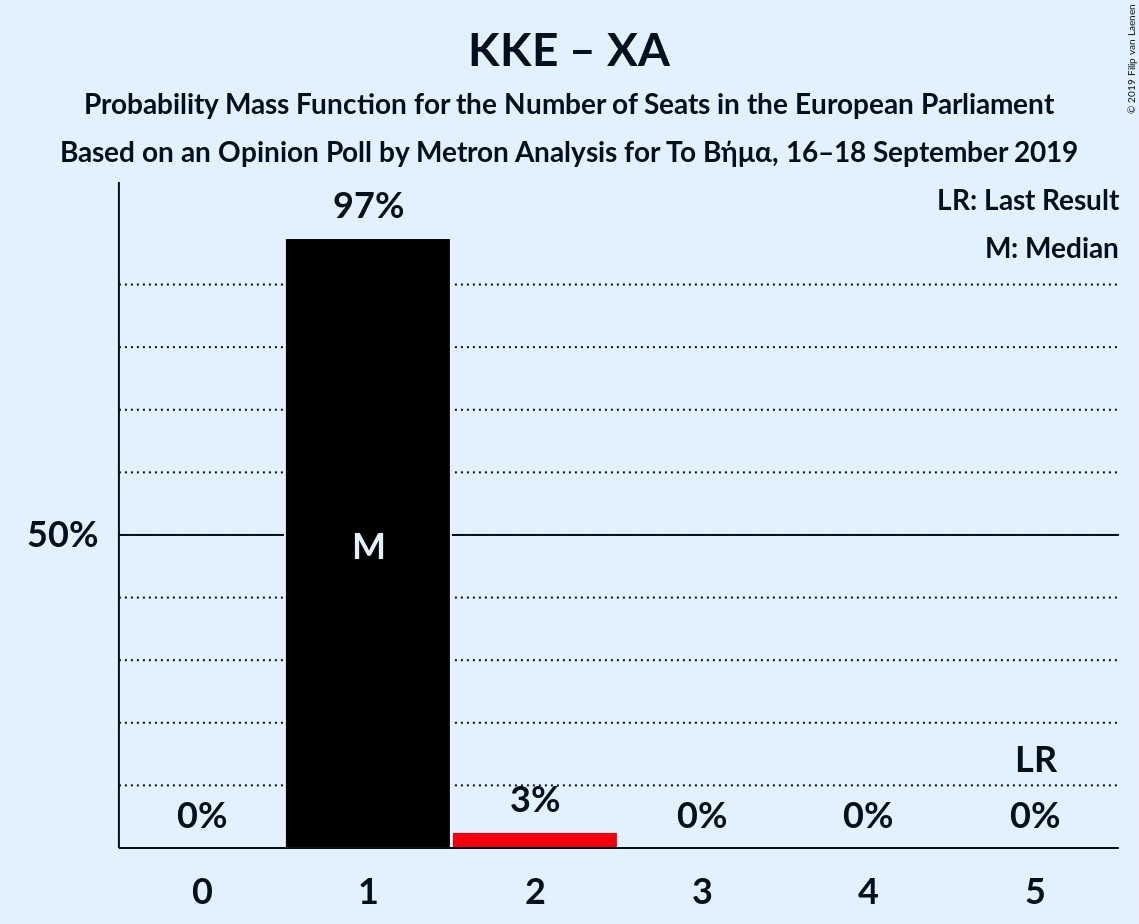 KKE – XA
Probability Mass Function for the Number of Seats in the European Parliament
Based on an Opinion Poll by Metron Analysis for Το Βήμα, 16–18 September 2019
© 2019 Filip van Laenen
LR: Last Result
M: Median
97%
50%
M
LR
0%
3%
0%
0%
0%
0
1
2
3
4
5